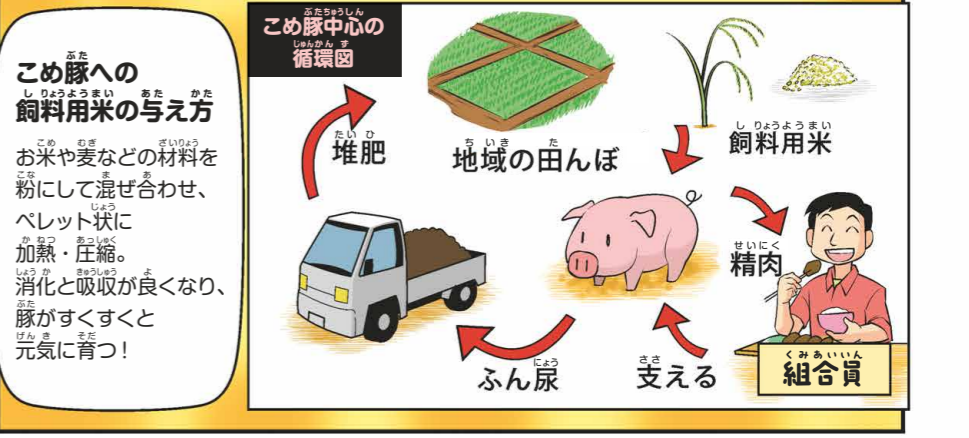 こめ豚への
飼料用米の与え方
お米や麦などの材料を
粉にして混ぜ合わせ、
ペレット状に
加熱・圧縮。
消化と吸収が良くなり、
豚がすくすくと
元気に育つ!
こめ豚中心の
循環図
堆肥
地域の田んぼ
飼料用米
精肉
ふん尿
支える
組合員